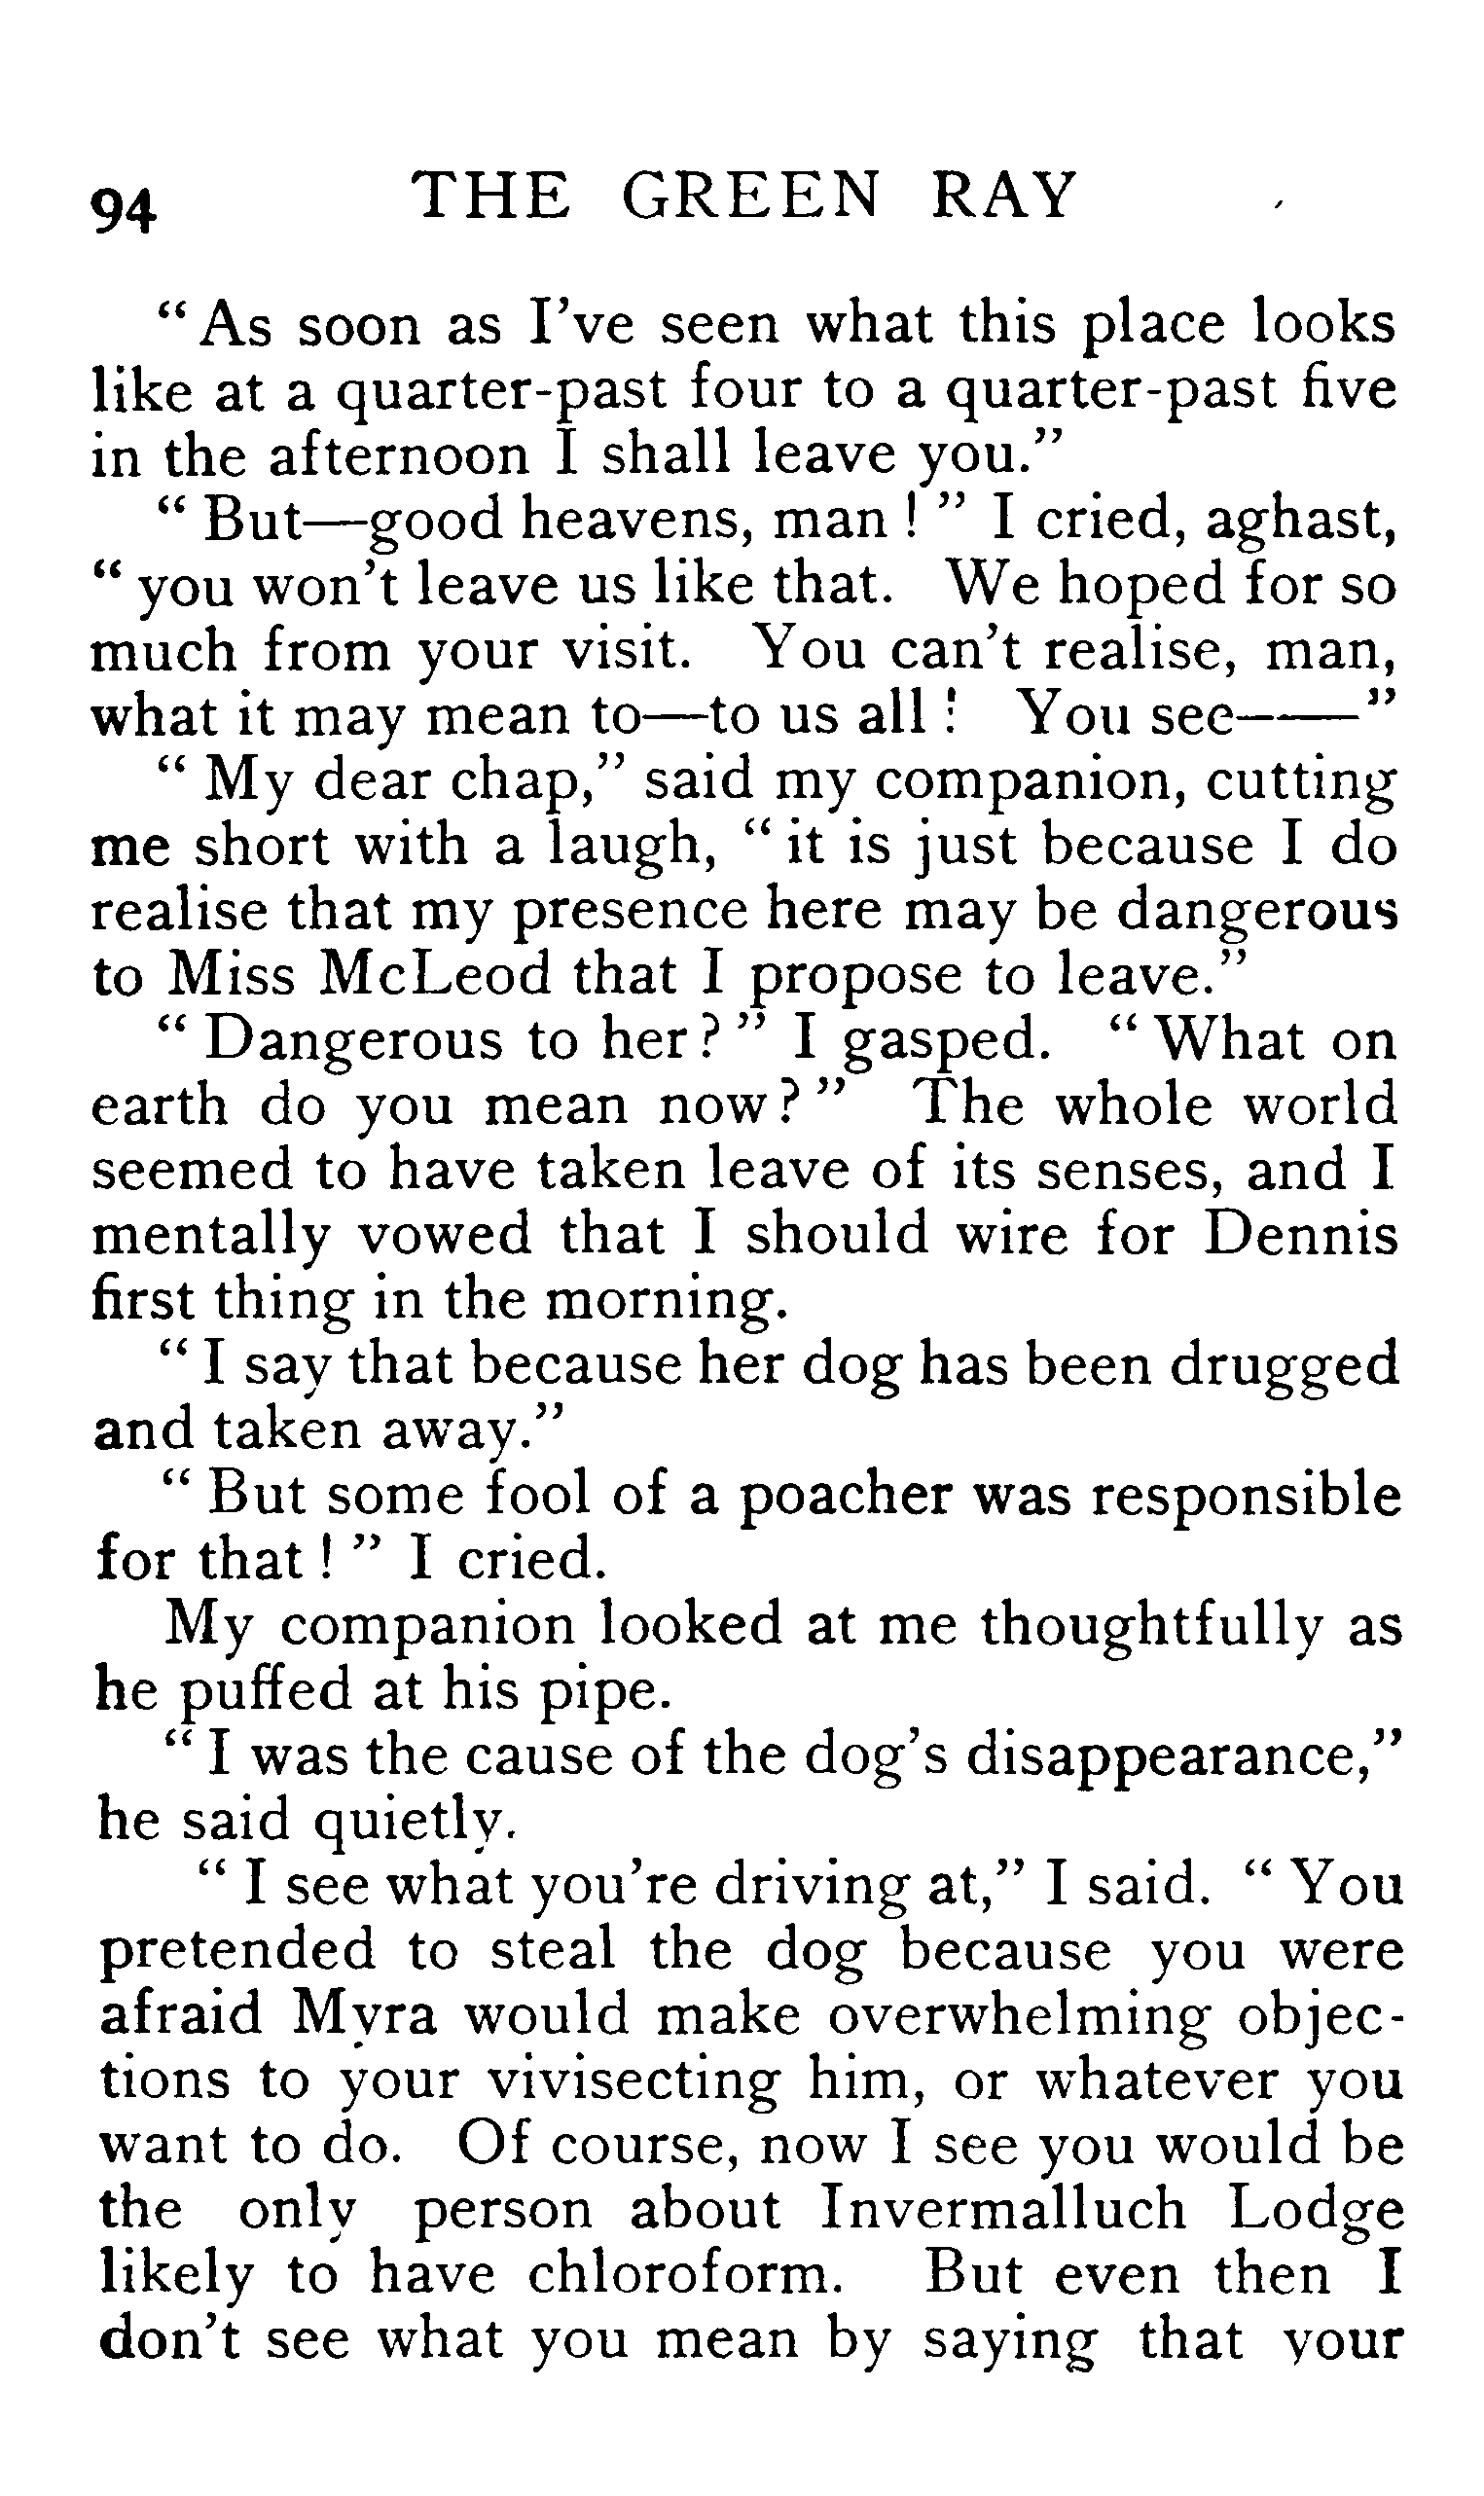 94 THE GREEN RAY
“As soon as I’ve seen what this place looks
like at a quarter-past four to a quarter-past five
in the afternoon I shall leave you.”
“But—good heavens, man!” I cried, aghast,
“you won’t leave us like that. We hoped for so
much from your visit. You can’t realise, man,
what it may mean to—to us all! You see——”
“My dear chap,” said my companion, cutting
me short with a laugh, “it is just because I do
realise that my presence here may be dangerous
to Miss McLeod that I propose to leave.”
“Dangerous to her?” I gasped. “What on
earth do you mean now?” The whole world
seemed to have taken leave of its senses, and I
mentally vowed that I should wire for Dennis
first thing in the morning.
“I say that because her dog has been drugged
and taken away.”
“But some fool of a poacher was responsible
for that!” I cried.
My companion looked at me thoughtfully as
he puffed at his pipe.
“I was the cause of the dog’s disappearance,”
he said quietly.
“I see what you’re driving at,” I said. “You
pretended to steal the dog because you were
afraid Myra would make overwhelming objec-
tions to your vivisecting him, or whatever you
want to do. Of course, now I see you would be
the only person about Invermalluch Lodge
likely to have chloroform. But even then I
don’t see what you mean by saying that your